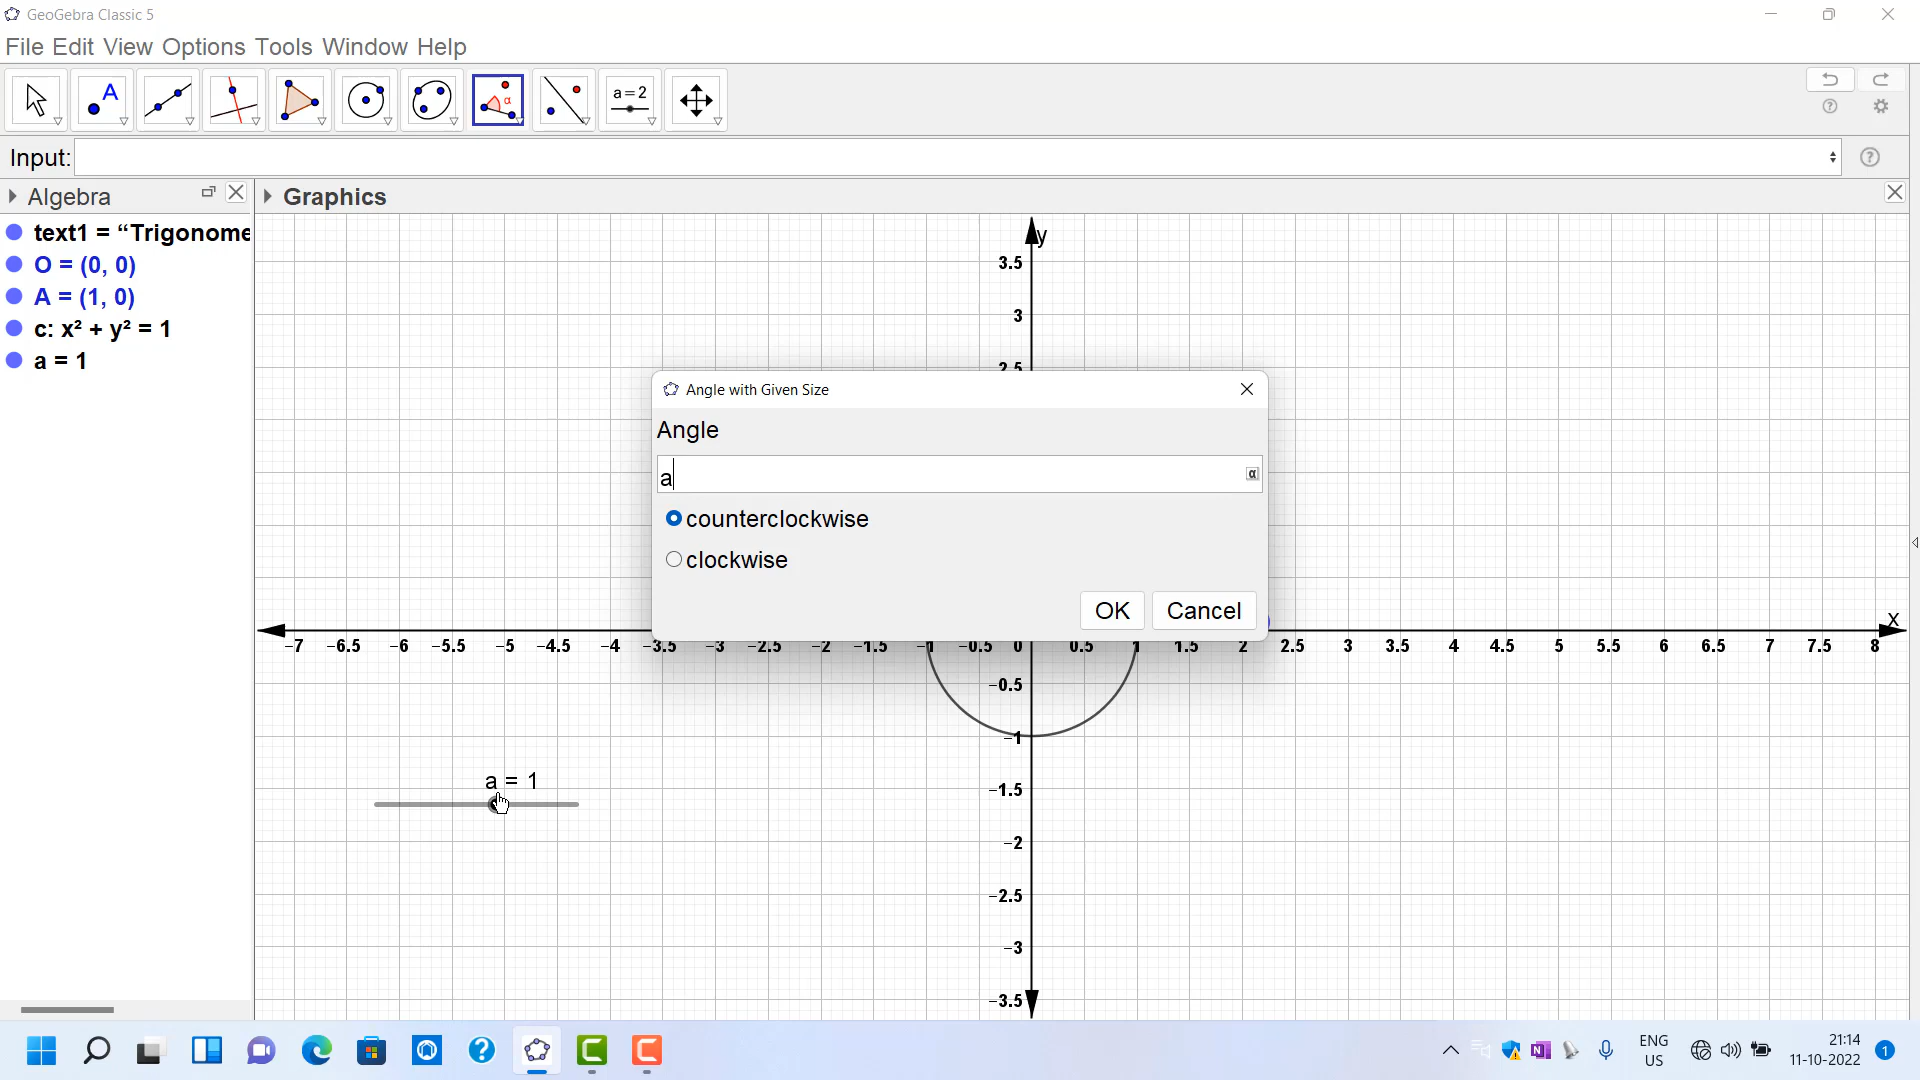 GeoGebra Classic 5
File Edit View Options Tools Window Help
A
α
a=2
Input:
Algebra
Graphics
text1 = “Trigonome
O = (0, 0)
A = (1, 0)
c: x² + y² = 1
a = 1
y
3.5
3
2.5
Angle with Given Size
Angle
a
α
counterclockwise
clockwise
OK Cancel
x
−7 −6.5 −6 −5.5 −5 −4.5 −4 −3.5 −3 −2.5 −2 −1.5 −1 −0.5 0 0.5 1 1.5 2 2.5 3 3.5 4 4.5 5 5.5 6 6.5 7 7.5 8
−0.5
−1
a = 1
−1.5
−2
−2.5
−3
−3.5
ENG
US
21:14
11-10-2022
1